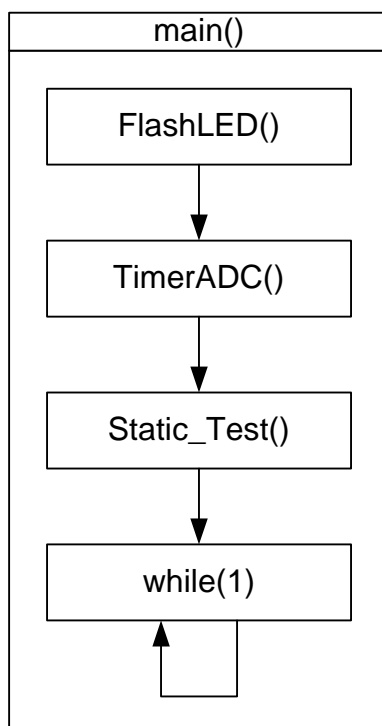 main()
FlashLED()
TimerADC()
Static_Test()
while(1)